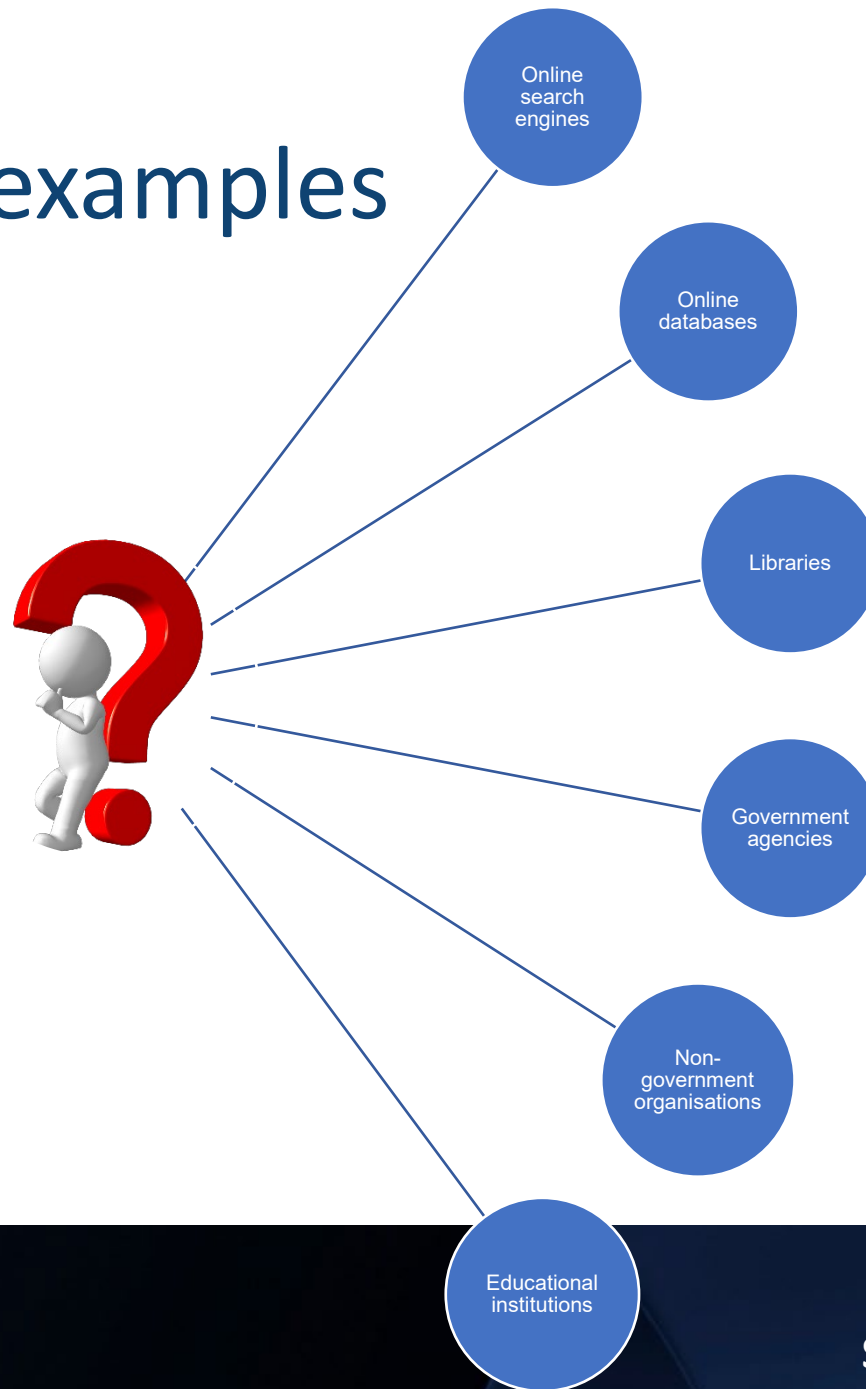 Online
search
engines
examples
Online
databases
Libraries
Government
agencies
Non-
government
organisations
Educational
institutions
S